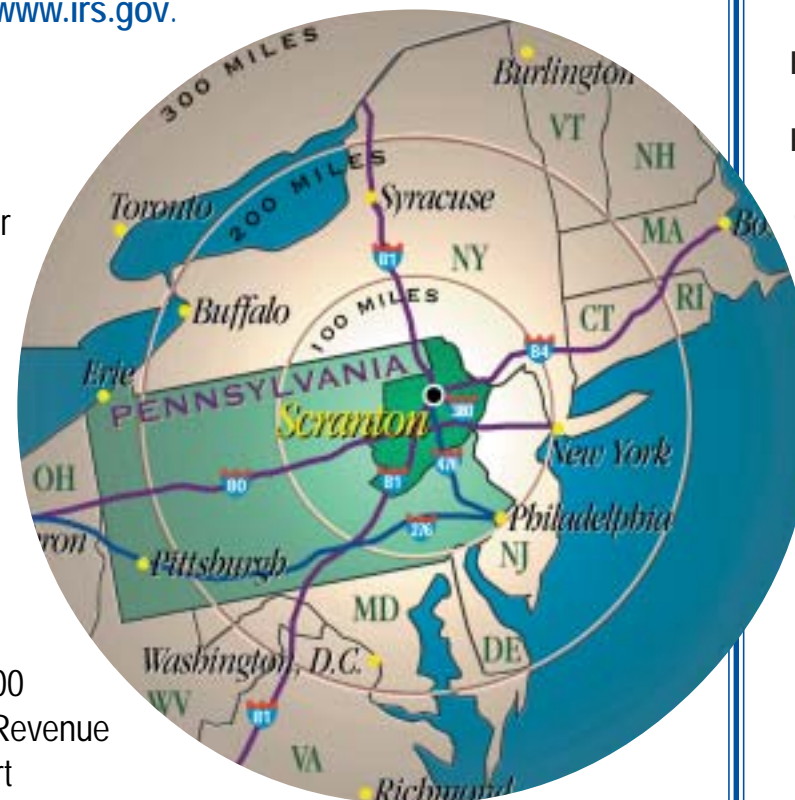 www.irs.gov.
300 MILES
Burlington
VT
NH
200 MILES
Toronto
Syracuse
MA
81
NY
Buffalo
100 MILES
CT
RI
84
Erie
PENNSYLVANIA
380
Scranton
New York
OH
80
81
476
Philadelphia
276
Pittsburgh
NJ
MD
Washington, D.C.
DE
WV
Revenue
81
VA
Richmond